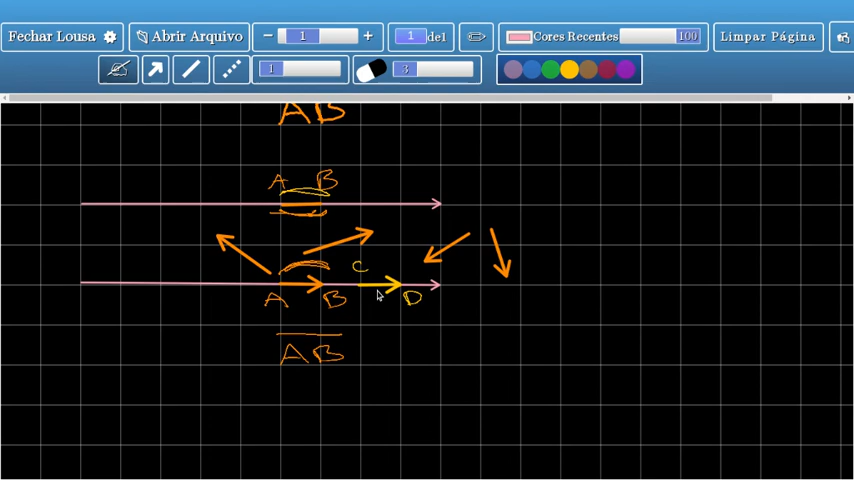 Fechar Lousa Abrir Arquivo − 1 + 1 de1 Cores Recentes 100 Limpar Página
1 3
AB
A B
C
A B D
AB